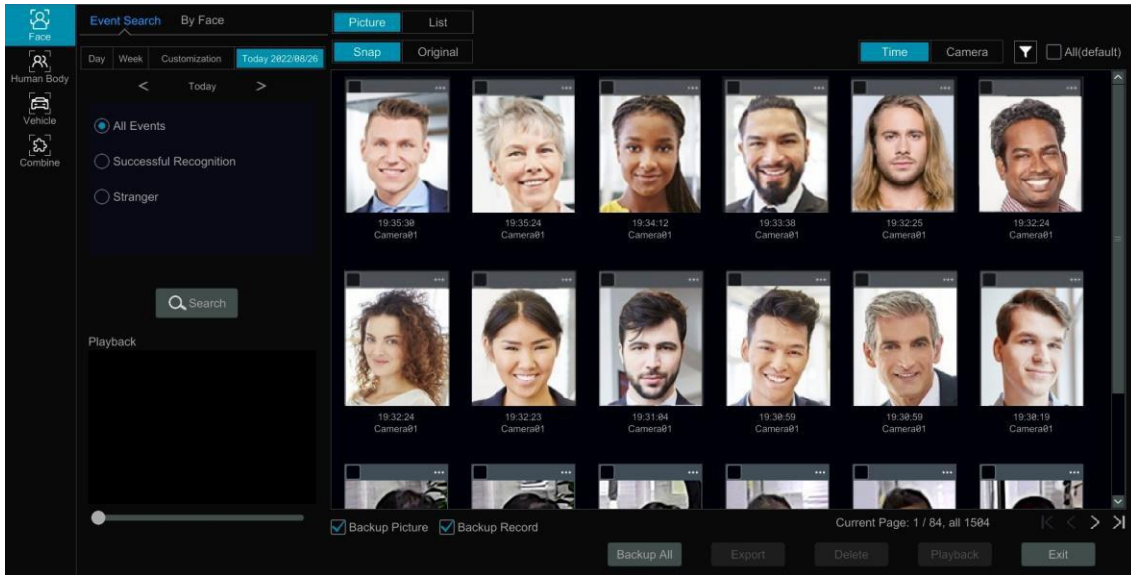 Face
Human Body
Vehicle
Combine
Event Search By Face
Day Week Customization Today 2022/08/26
< Today >
All Events
Successful Recognition
Stranger
Search
Playback
Picture List
Snap Original
Time Camera All(default)
19:35:30 19:35:24 19:34:12 19:33:38 19:32:25 19:32:24
Camera01 Camera01 Camera01 Camera01 Camera01 Camera01
19:32:24 19:32:23 19:31:04 19:30:59 19:30:59 19:30:19
Camera01 Camera01 Camera01 Camera01 Camera01 Camera01
Backup Picture Backup Record
Current Page: 1 / 84, all 1504
Backup All Export Delete Playback Exit